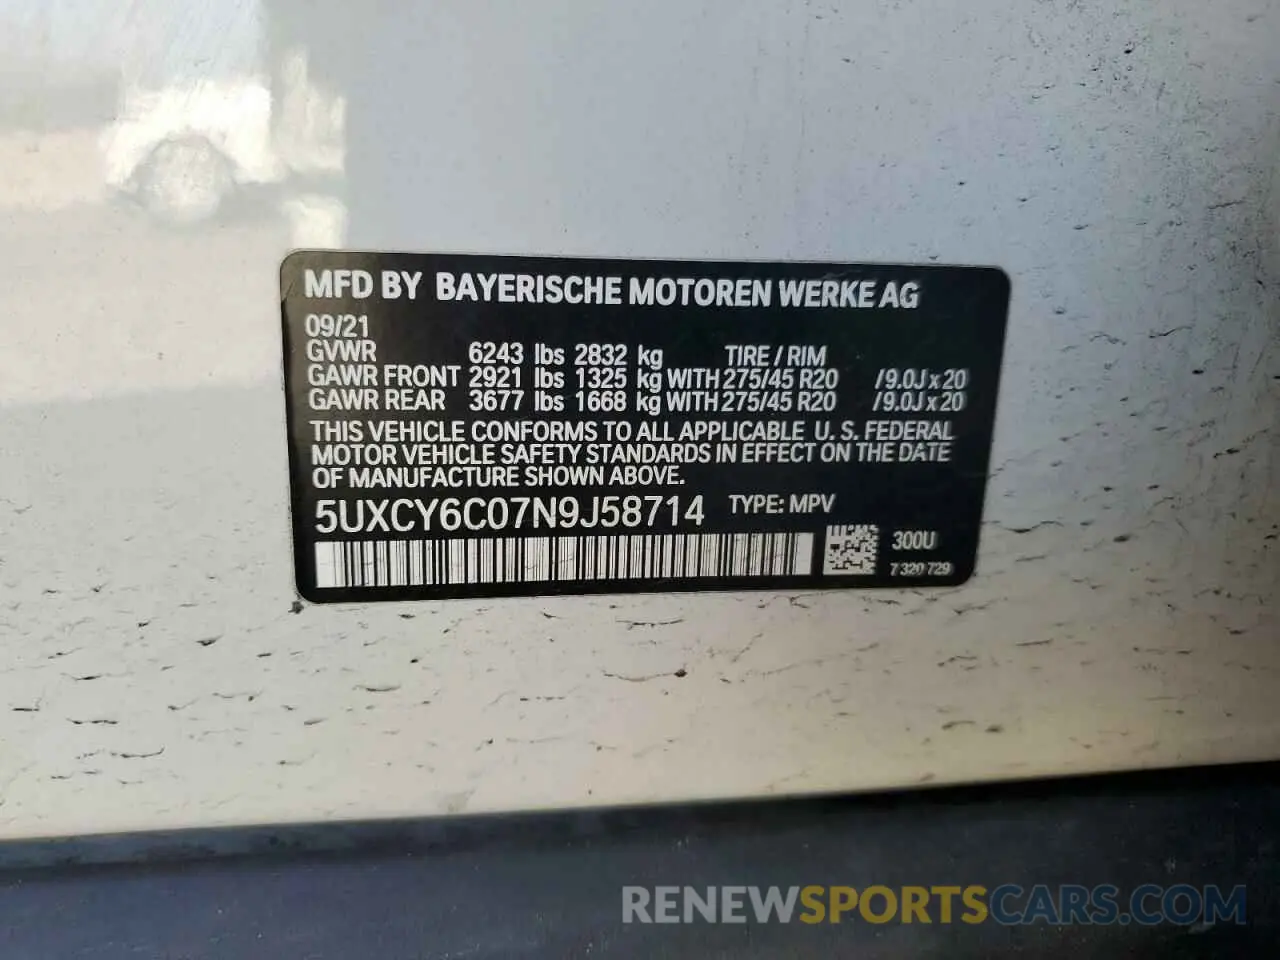 MFD BY BAYERISCHE MOTOREN WERKE AG
09/21
GVWR 6243 lbs 2832 kg TIRE / RIM
GAWR FRONT 2921 lbs 1325 kg WITH 275/45 R20 /9.0J x 20
GAWR REAR 3677 lbs 1668 kg WITH 275/45 R20 /9.0J x 20
THIS VEHICLE CONFORMS TO ALL APPLICABLE U. S. FEDERAL
MOTOR VEHICLE SAFETY STANDARDS IN EFFECT ON THE DATE
OF MANUFACTURE SHOWN ABOVE.
5UXCY6C07N9J58714 TYPE: MPV
300U
7 320 729
RENEWSPORTSCARS.COM